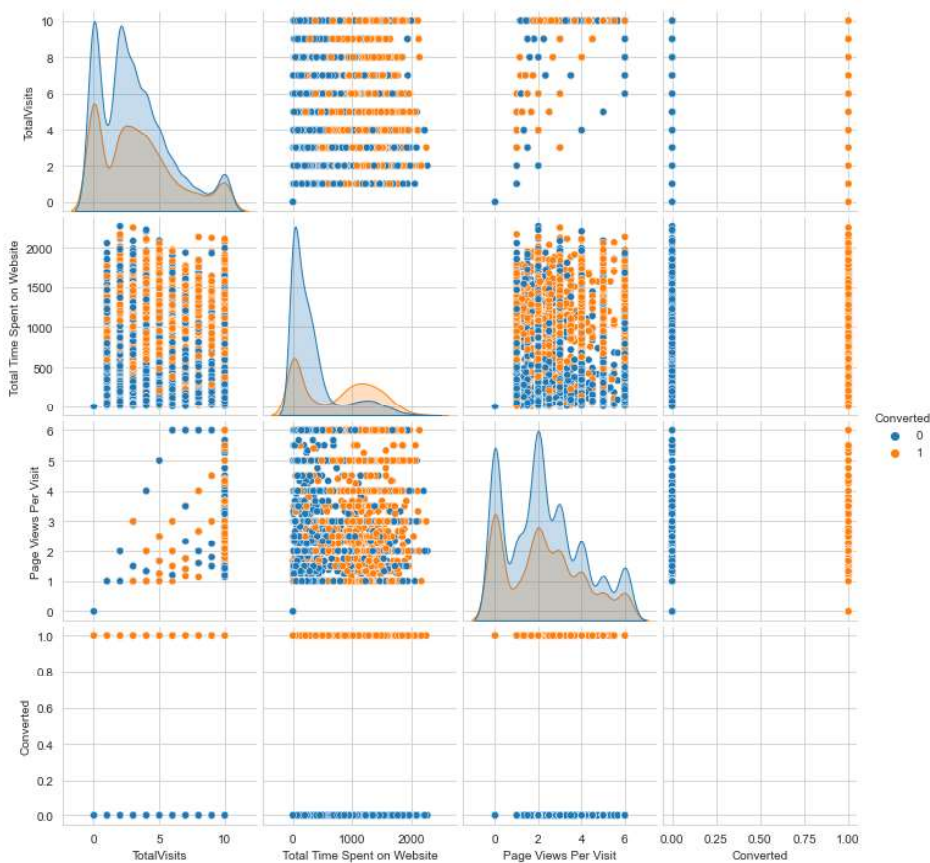 10
8
6
4
2
0
TotalVisits
2000
1500
1000
500
0
Total Time Spent on Website
6
5
4
3
2
1
0
Page Views Per Visit
1.0
0.8
0.6
0.4
0.2
0.0
Converted
0 10
TotalVisits
0 1000 2000
Total Time Spent on Website
0 2 4 6
Page Views Per Visit
0.00 0.25 0.50 0.75 1.00
Converted
Converted
0
1